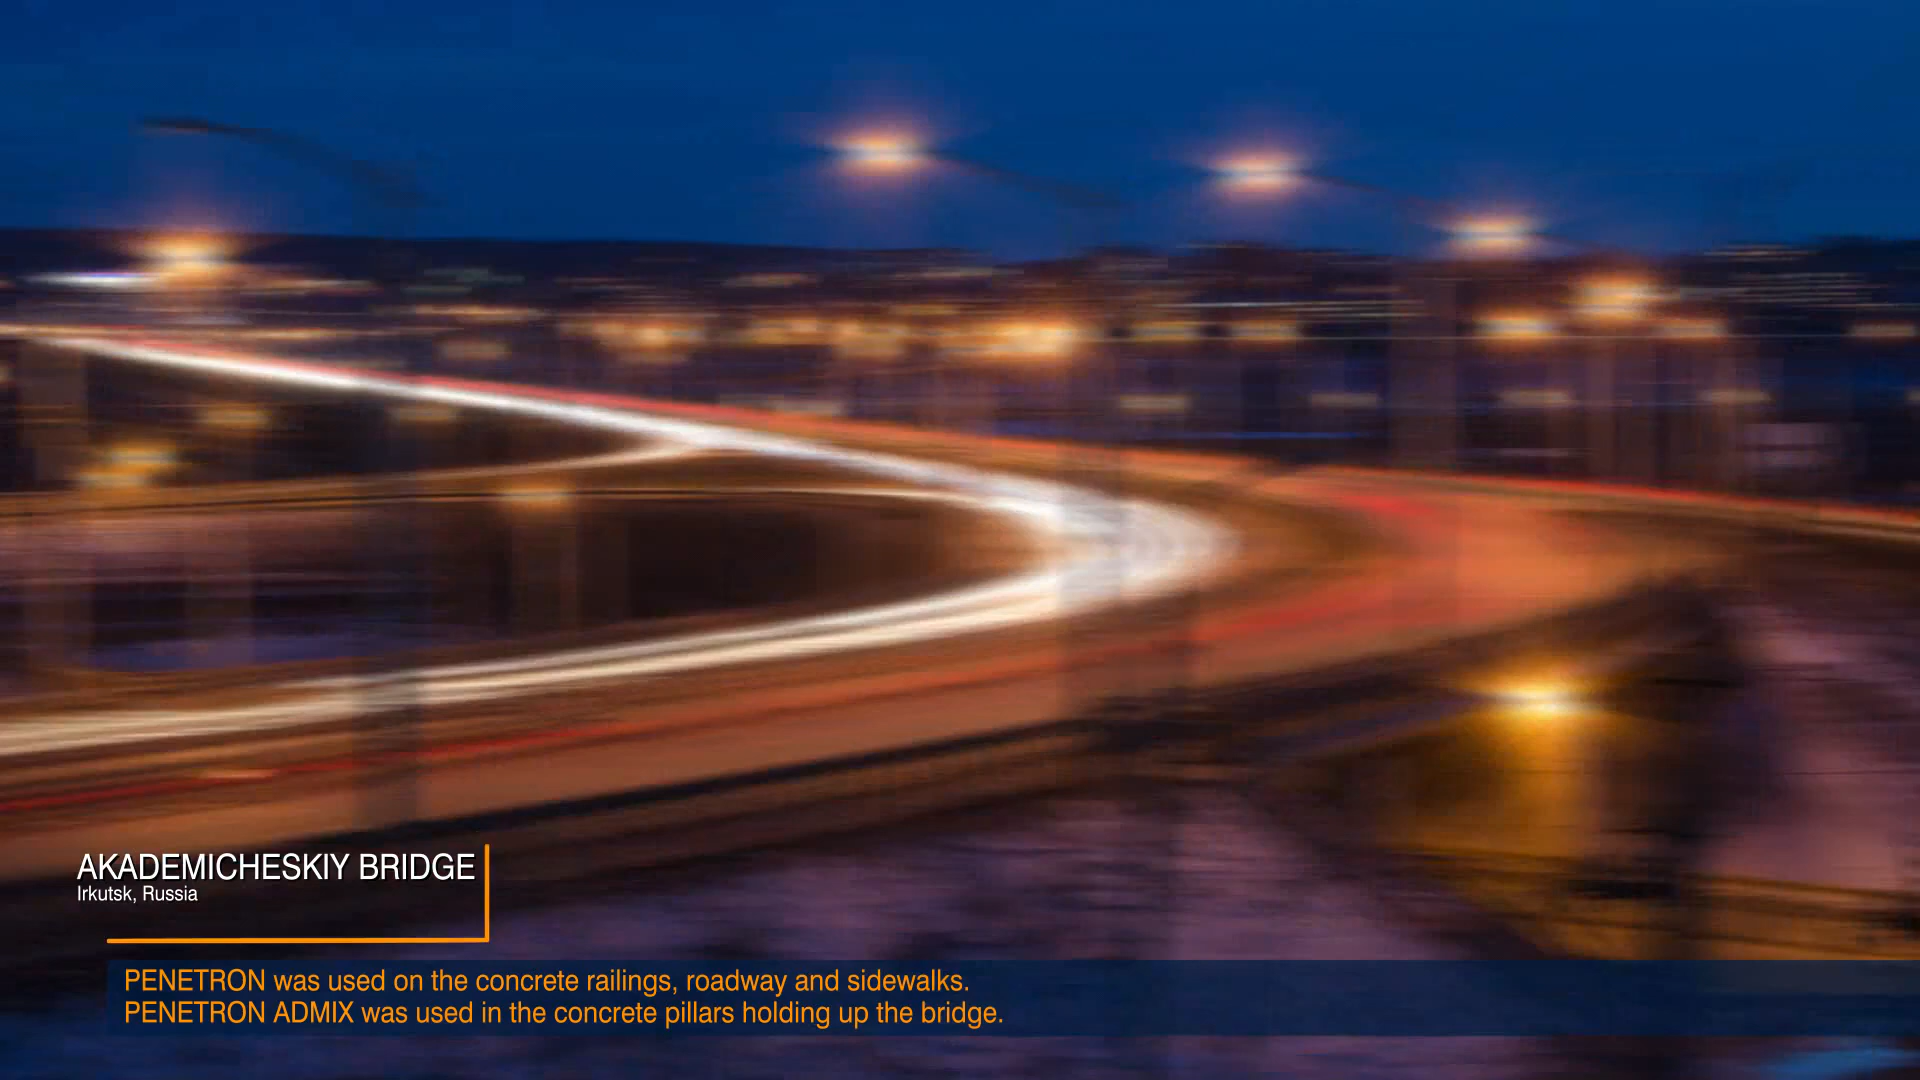 AKADEMICHESKIY BRIDGE
Irkutsk, Russia
PENETRON was used on the concrete railings, roadway and sidewalks.
PENETRON ADMIX was used in the concrete pillars holding up the bridge.